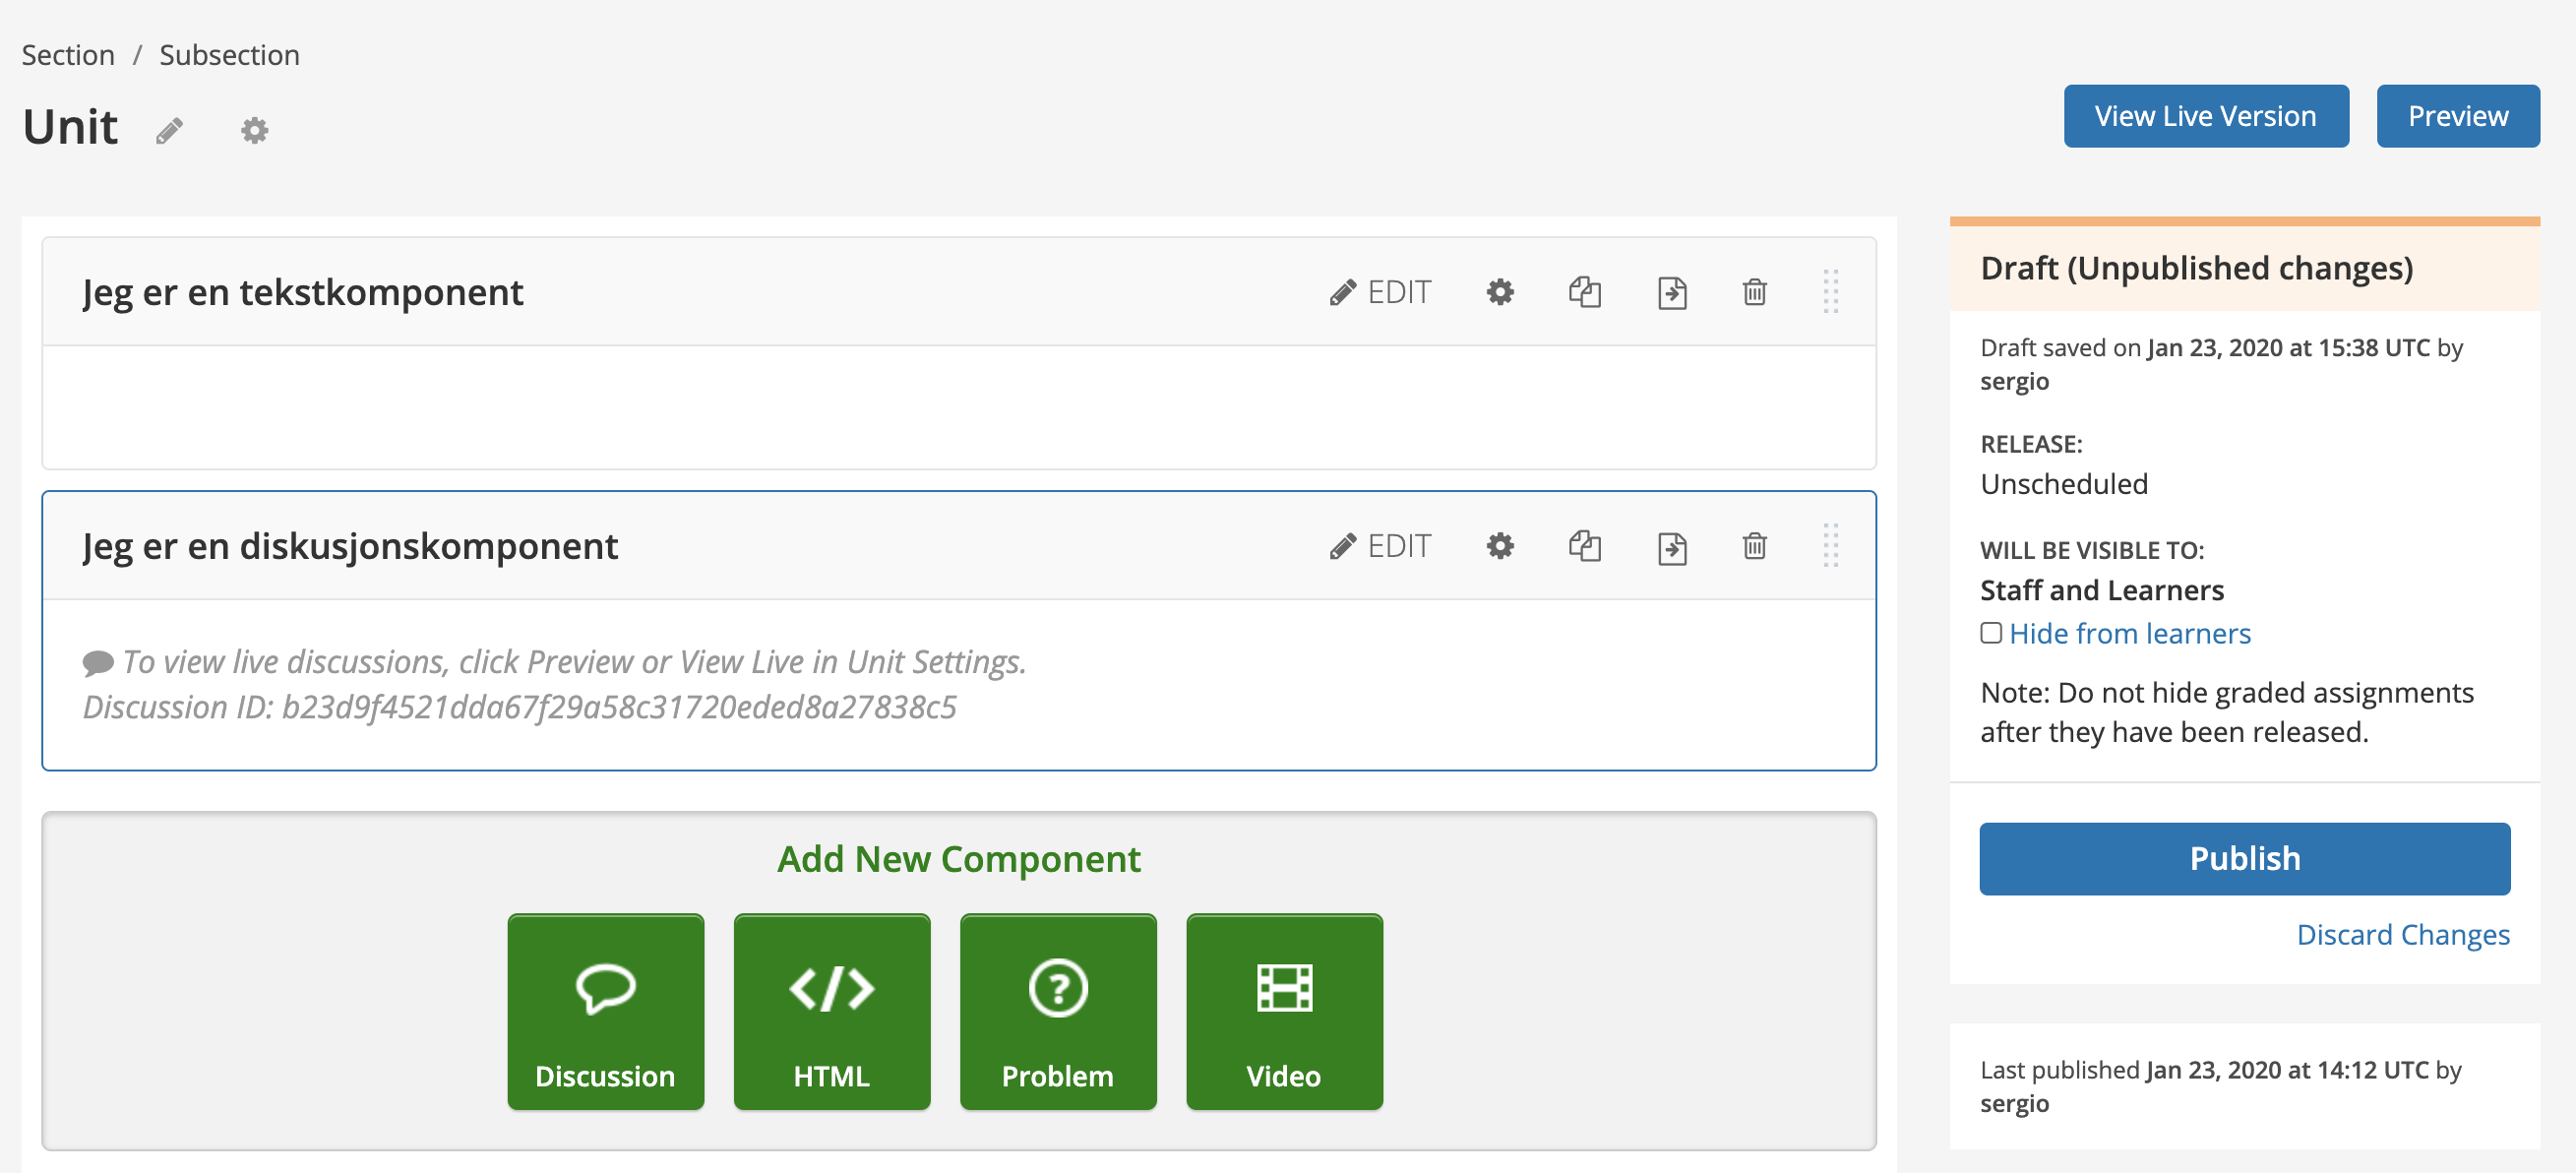 Section / Subsection
Unit
View Live Version
Preview
Jeg er en tekstkomponent
EDIT
Jeg er en diskusjonskomponent
EDIT
To view live discussions, click Preview or View Live in Unit Settings.
Discussion ID: b23d9f4521dda67f29a58c31720eded8a27838c5
Add New Component
Discussion
HTML
Problem
Video
Draft (Unpublished changes)
Draft saved on Jan 23, 2020 at 15:38 UTC by
sergio
RELEASE:
Unscheduled
WILL BE VISIBLE TO:
Staff and Learners
Hide from learners
Note: Do not hide graded assignments
after they have been released.
Publish
Discard Changes
Last published Jan 23, 2020 at 14:12 UTC by
sergio